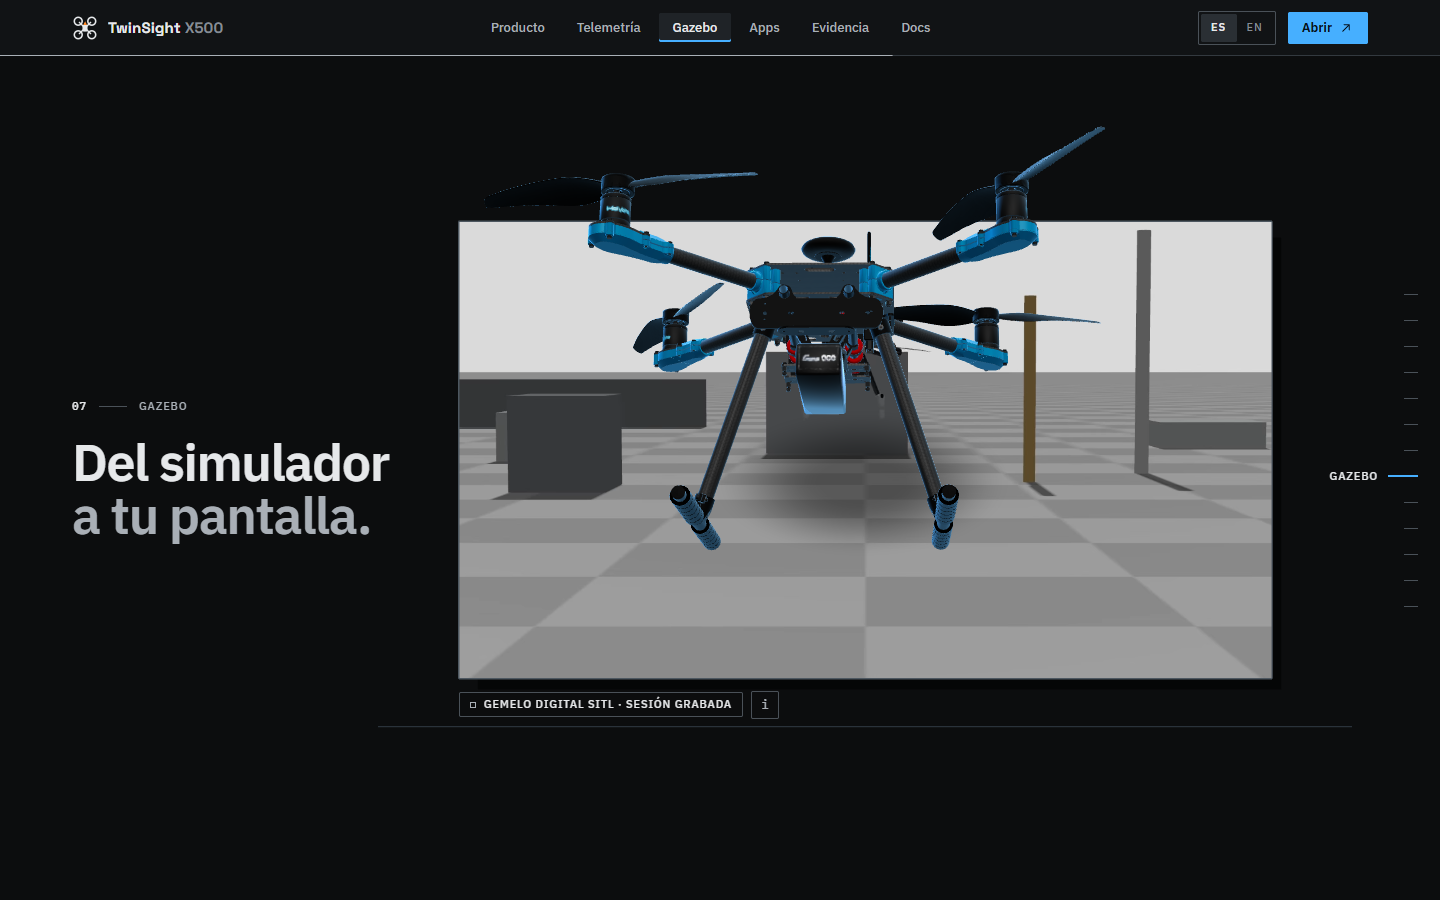 TwinSight X500
Producto
Telemetría
Gazebo
Apps
Evidencia
Docs
ES
EN
Abrir
07
GAZEBO
Del simulador
a tu pantalla.
GAZEBO
GEMELO DIGITAL SITL · SESIÓN GRABADA
i